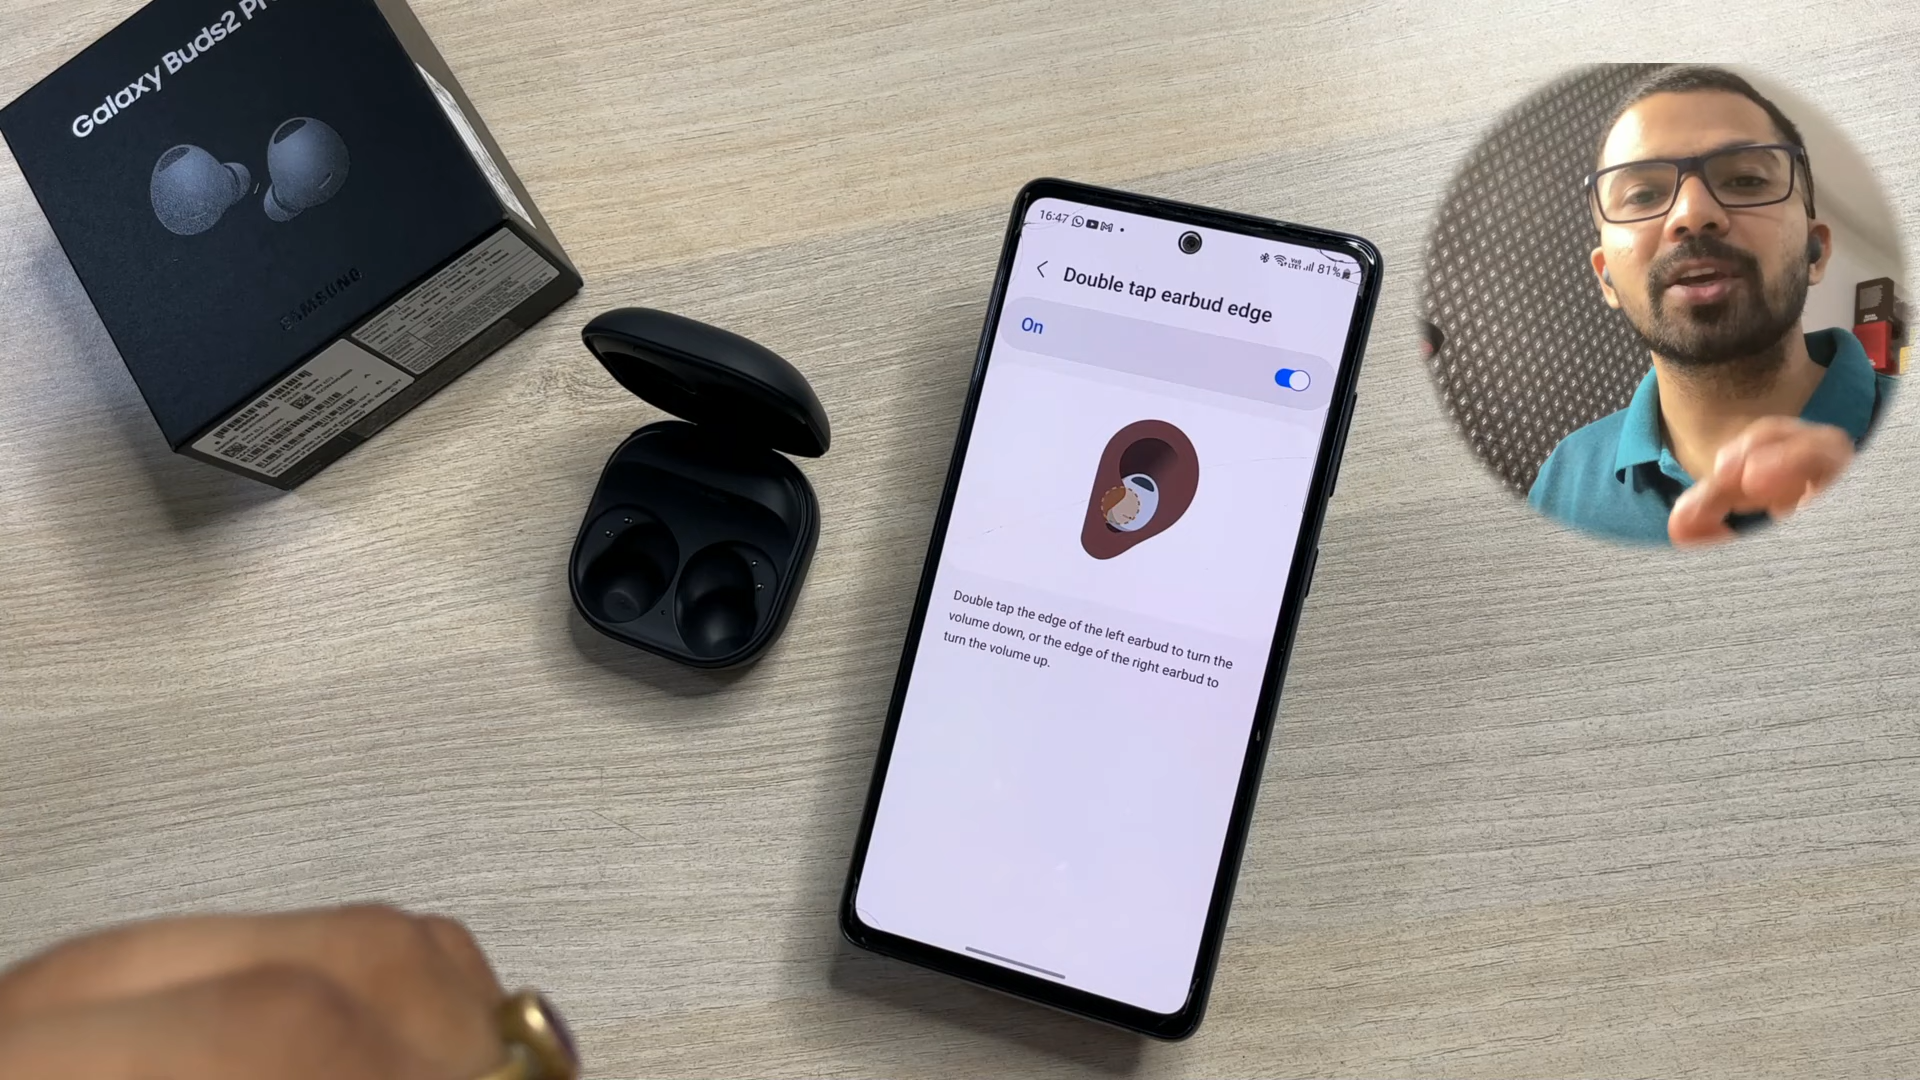 Galaxy Buds2 Pr
SAMSUNG
16:47
81%
Double tap earbud edge
On
Double tap the edge of the left earbud to turn the
volume down, or the edge of the right earbud to
turn the volume up.